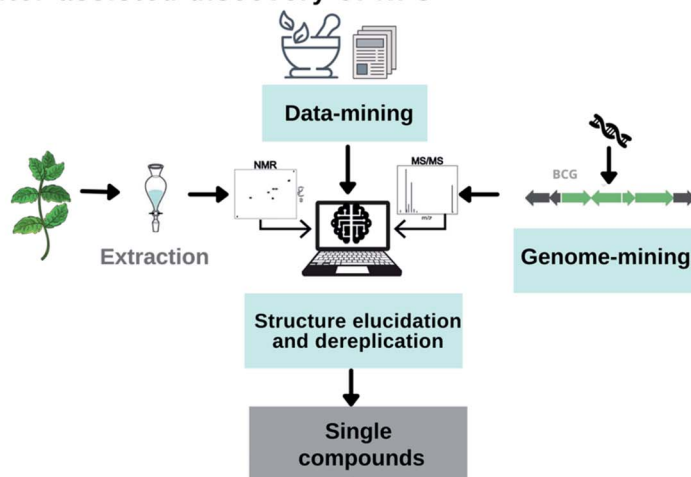 Data-mining
NMR
MS/MS
m/z
BCG
Extraction
Genome-mining
Structure elucidation
and dereplication
Single
compounds